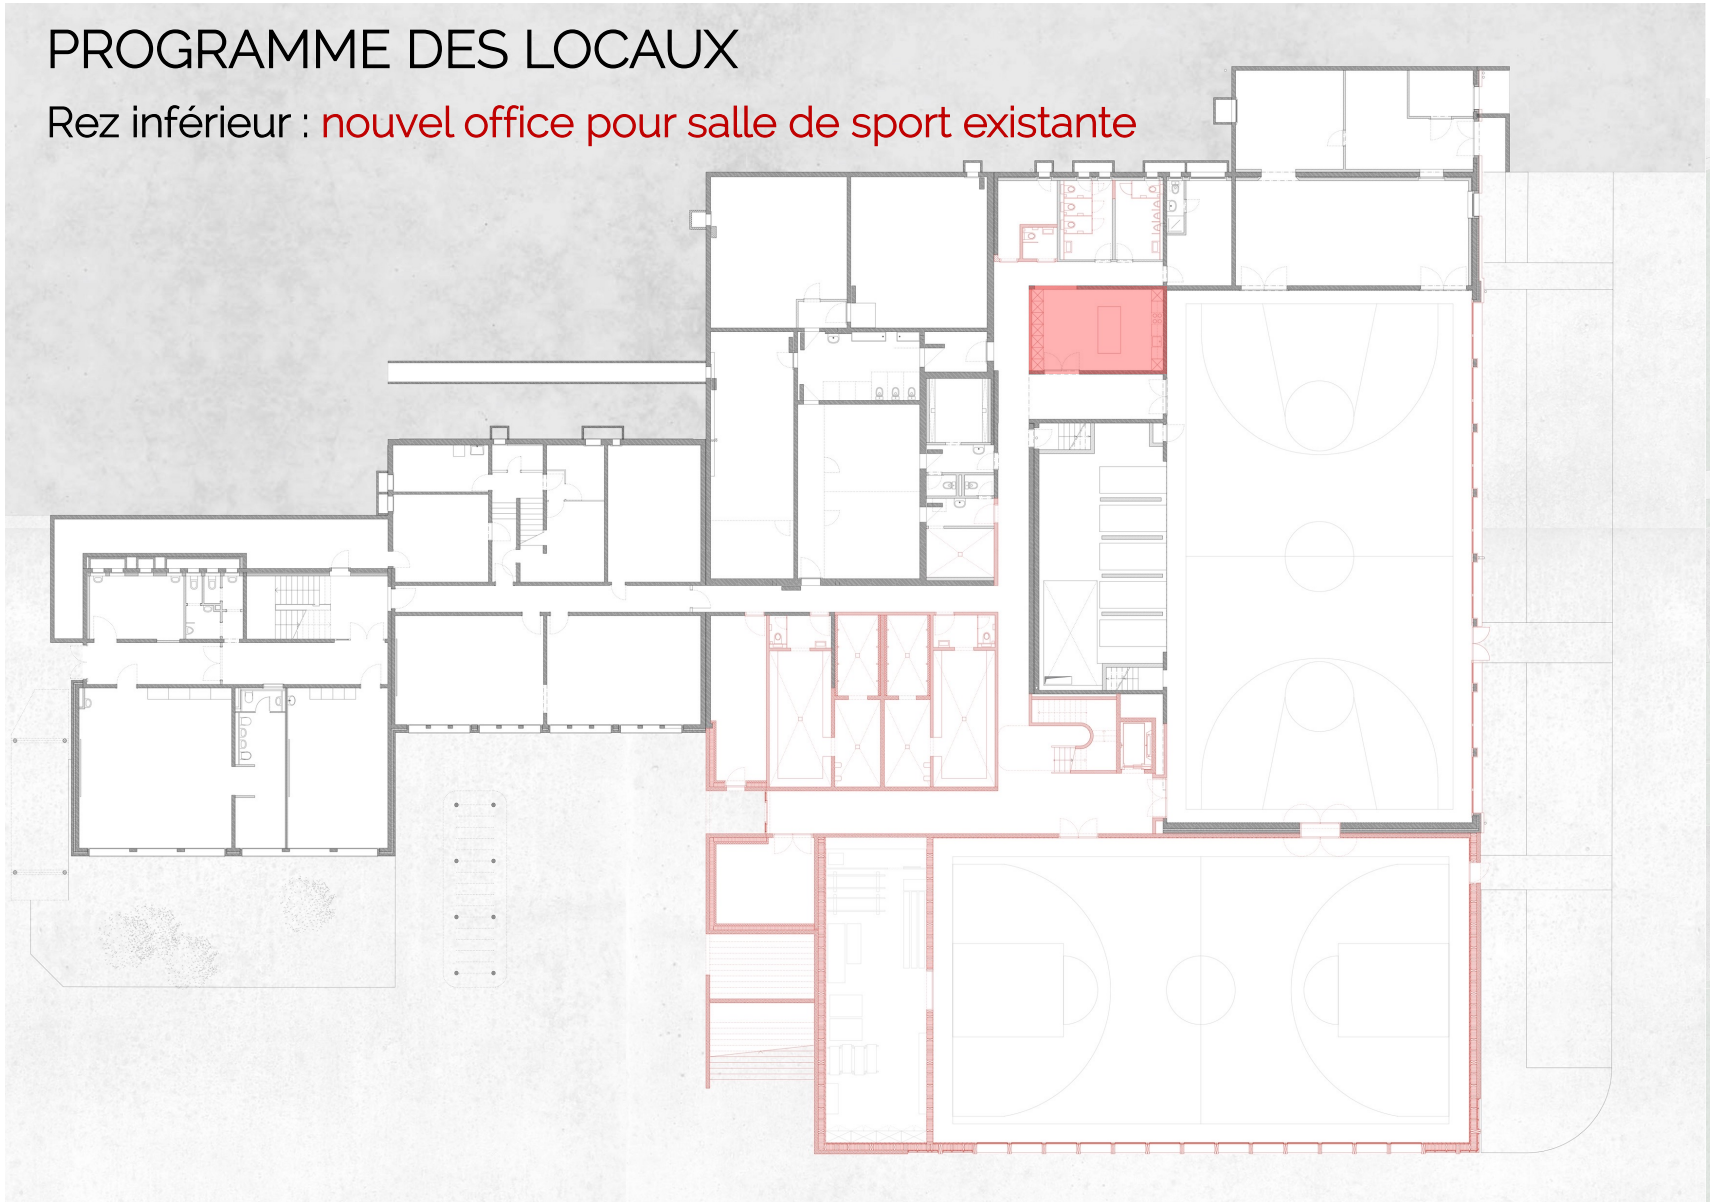 PROGRAMME DES LOCAUX
Rez inférieur : nouvel office pour salle de sport existante